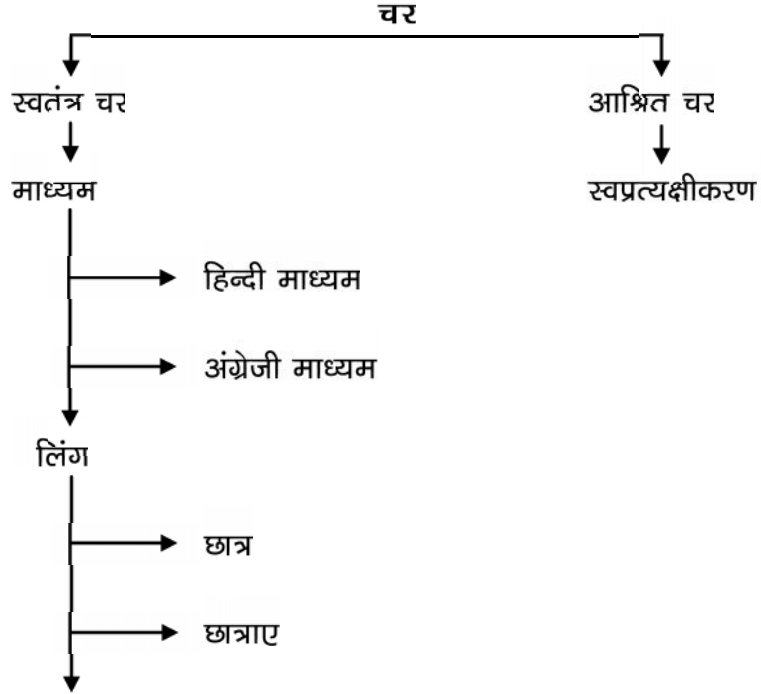 चर
स्वतंत्र चर
आश्रित चर
माध्यम
स्वप्रत्यक्षीकरण
हिन्दी माध्यम
अंग्रेजी माध्यम
लिंग
छात्र
छात्राए